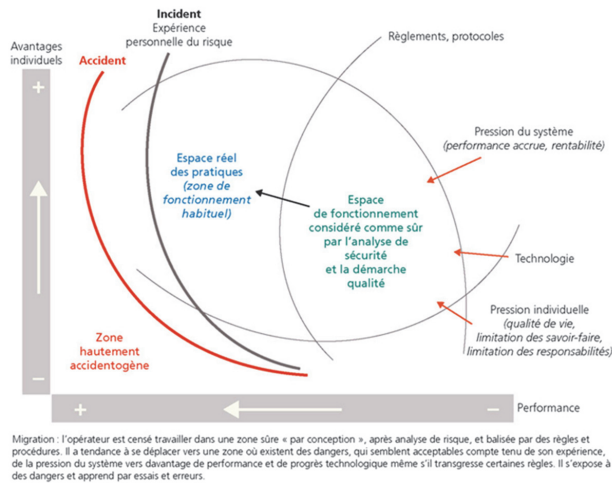 Incident
Expérience
personnelle du risque
Avantages
individuels
Accident
Règlements, protocoles
+
Pression du système
(performance accrue, rentabilité)
Espace réel
des pratiques
(zone de
fonctionnement
habituel)
Espace
de fonctionnement
considéré comme sûr
par l'analyse de
sécurité
et la démarche
qualité
Technologie
Pression individuelle
(qualité de vie,
limitation des savoir-faire,
limitation des responsabilités)
Zone
hautement
accidentogène
–
+
–
Performance
Migration : l'opérateur est censé travailler dans une zone sûre « par conception », après analyse de risque, et balisée par des règles et
procédures. Il a tendance à se déplacer vers une zone où existent des dangers, qui semblent acceptables compte tenu de son expérience,
de la pression du système vers davantage de performance et de progrès technologique même s'il transgresse certaines règles. Il s'expose à
des dangers et apprend par essais et erreurs.